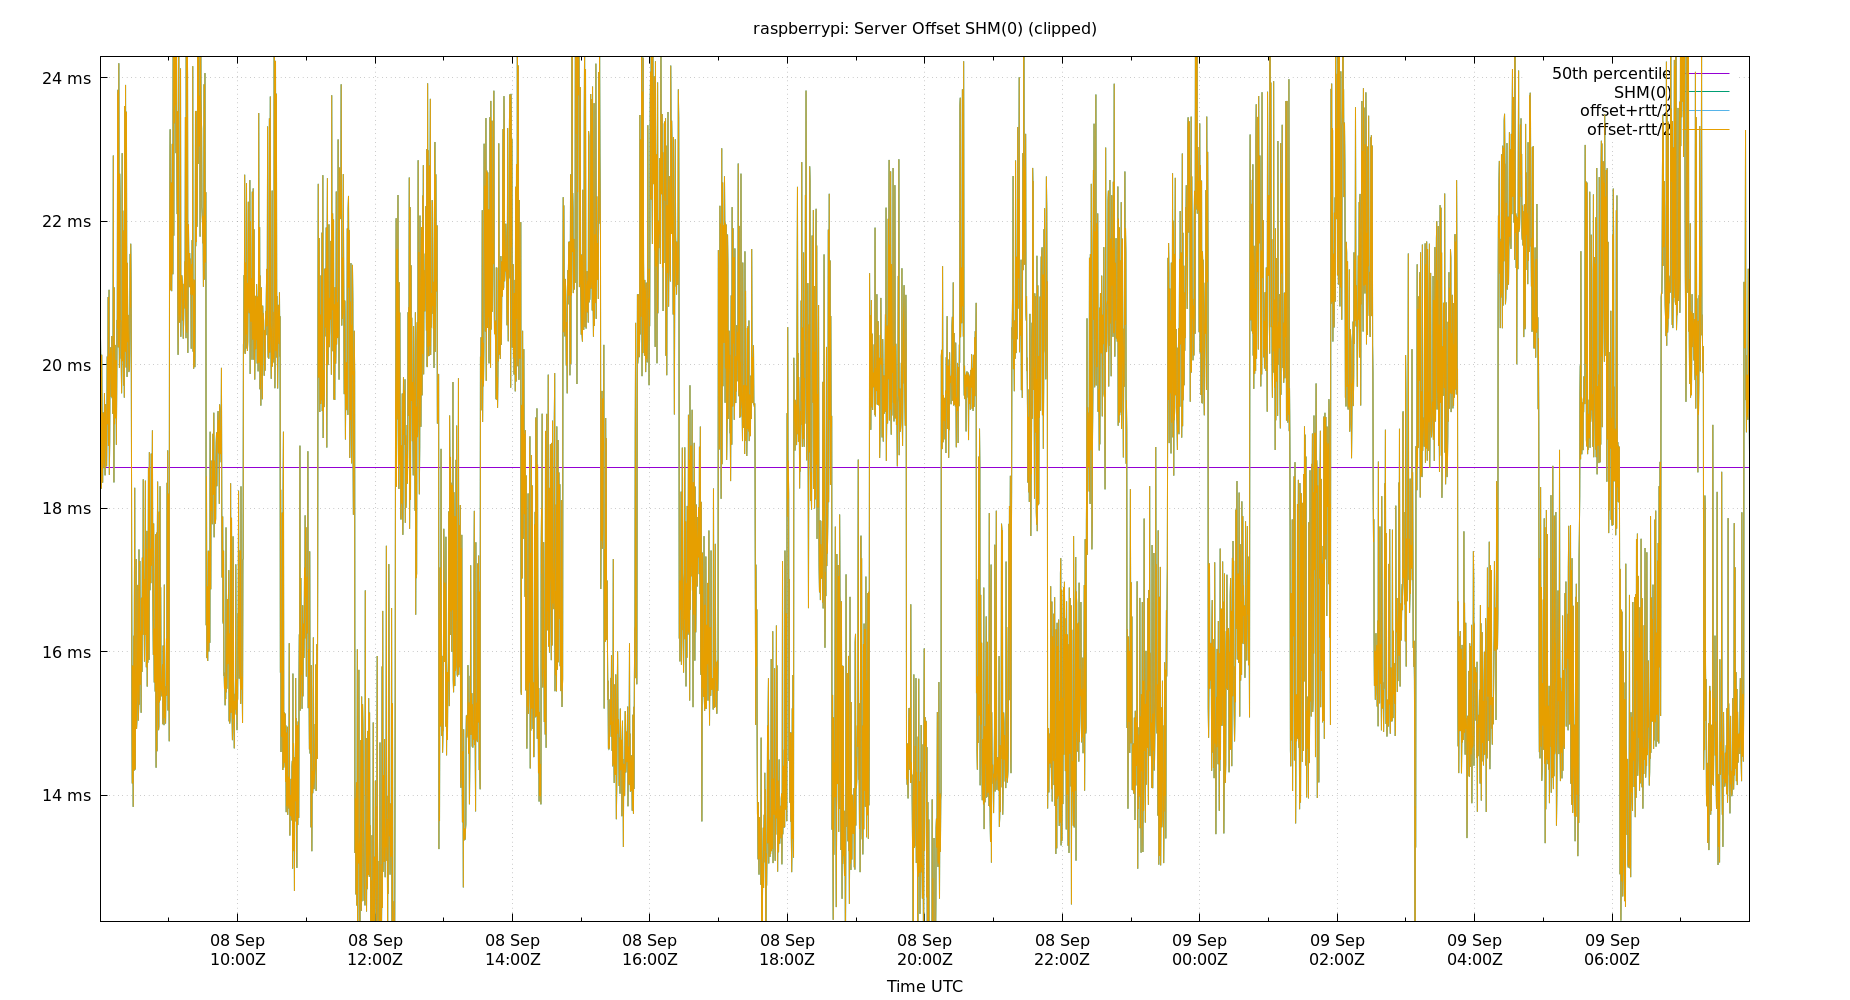 raspberrypi: Server Offset SHM(0) (clipped)
24 ms
22 ms
20 ms
18 ms
16 ms
14 ms
50th percentile
SHM(0)
offset+rtt/2
offset-rtt/2
08 Sep
10:00Z
08 Sep
12:00Z
08 Sep
14:00Z
08 Sep
16:00Z
08 Sep
18:00Z
08 Sep
20:00Z
08 Sep
22:00Z
09 Sep
00:00Z
09 Sep
02:00Z
09 Sep
04:00Z
09 Sep
06:00Z
Time UTC